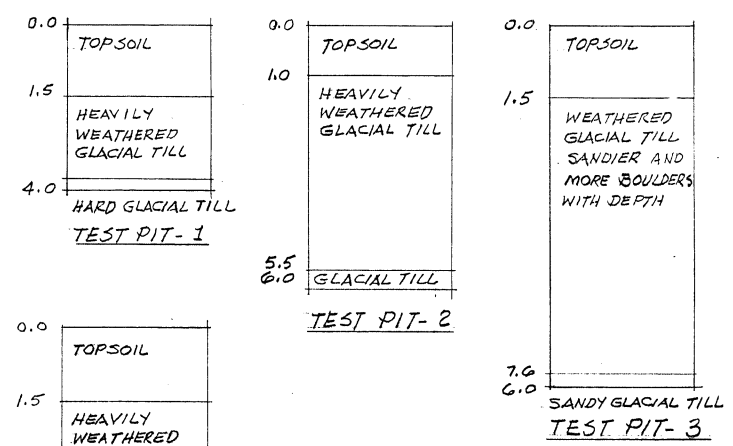 0.0
TOPSOIL
1.5
HEAVILY
WEATHERED
GLACIAL TILL
4.0
HARD GLACIAL TILL
TEST PIT-1
0.0
TOPSOIL
1.0
HEAVILY
WEATHERED
GLACIAL TILL
5.5
6.0
GLACIAL TILL
TEST PIT-2
0.0
TOPSOIL
1.5
WEATHERED
GLACIAL TILL
SANDIER AND
MORE BOULDERS
WITH DEPTH
7.6
6.0
SANDY GLACIAL TILL
TEST PIT-3
0.0
TOPSOIL
1.5
HEAVILY
WEATHERED